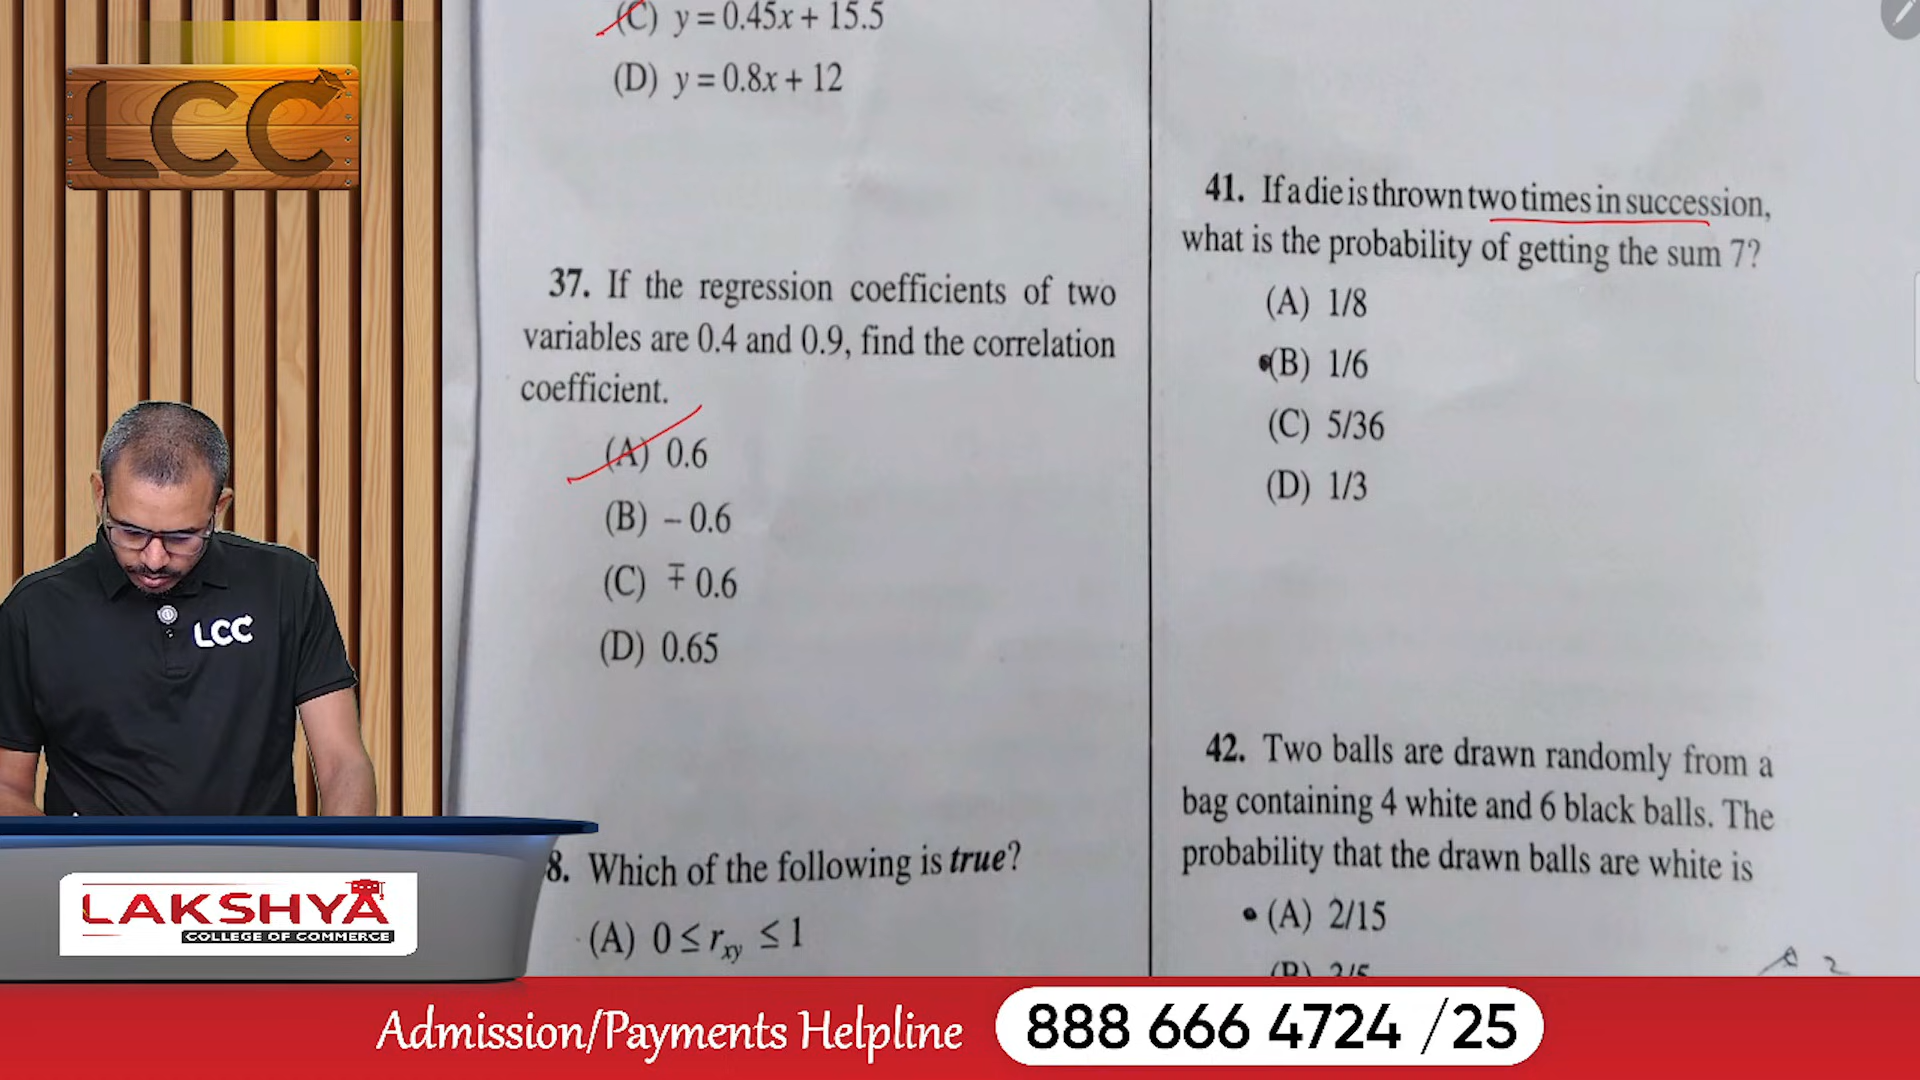 LCC
(C) y = 0.45x + 15.5
(D) y = 0.8x + 12
37. If the regression coefficients of two
variables are 0.4 and 0.9, find the correlation
coefficient.
(A) 0.6
(B) – 0.6
(C) ∓ 0.6
(D) 0.65
8. Which of the following is true?
(A) 0 ≤ rxy ≤ 1
41. If a die is thrown two times in succession,
what is the probability of getting the sum 7?
(A) 1/8
(B) 1/6
(C) 5/36
(D) 1/3
42. Two balls are drawn randomly from a
bag containing 4 white and 6 black balls. The
probability that the drawn balls are white is
(A) 2/15
LCC
LAKSHYA
COLLEGE OF COMMERCE
Admission/Payments Helpline
888 666 4724 /25